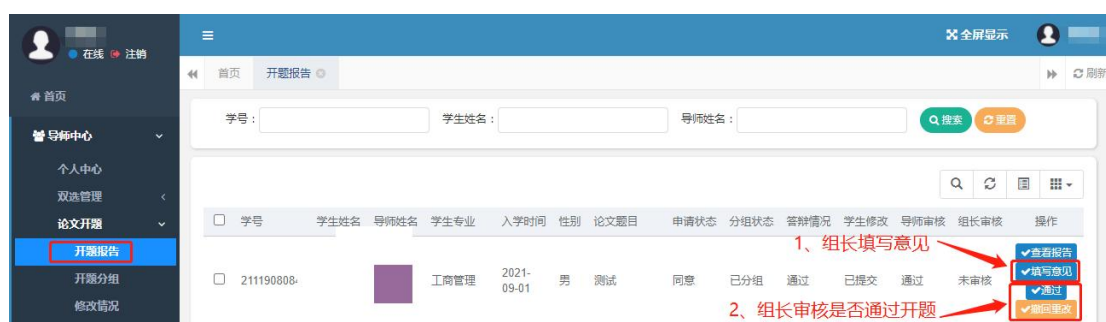 在线 注销
全屏显示
首页 开题报告
刷新
首页
学号： 学生姓名： 导师姓名： 搜索 重置
导师中心
个人中心
双选管理
论文开题
开题报告
开题分组
修改情况
学号 学生姓名 导师姓名 学生专业 入学时间 性别 论文题目 申请状态 分组状态 答辩情况 学生修改 导师审核 组长审核 操作
1、组长填写意见
查看报告
211190808 工商管理 2021-09-01 男 测试 同意 已分组 通过 已提交 通过 未审核 填写意见
通过
2、组长审核是否通过开题
撤回重改